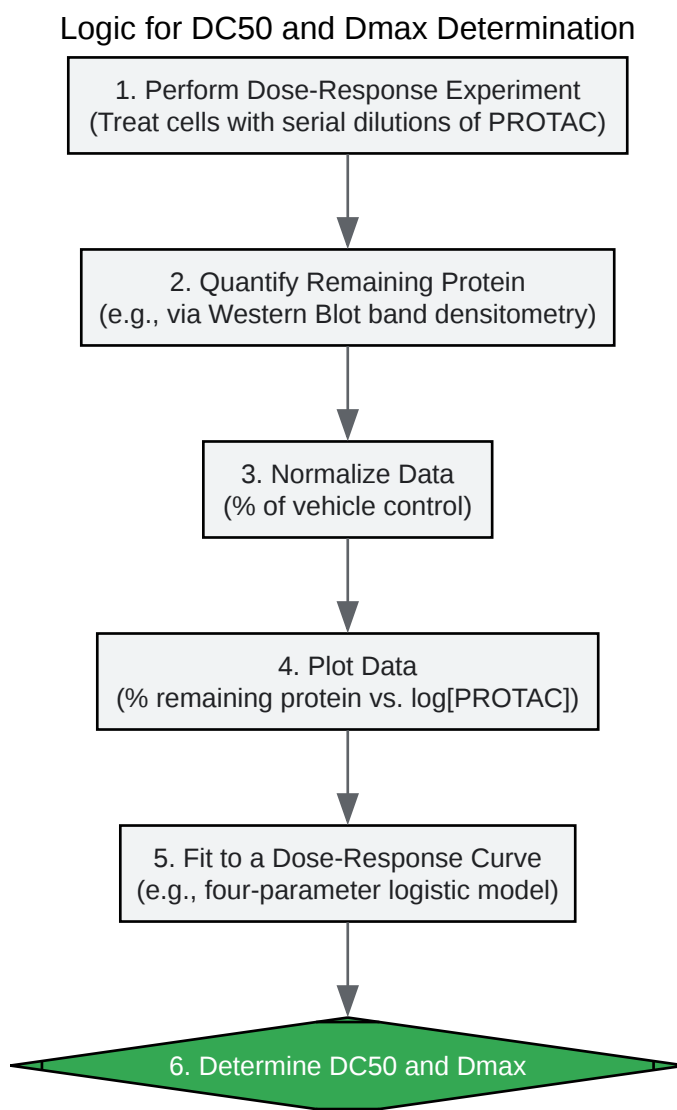 Logic for DC50 and Dmax Determination
1. Perform Dose-Response Experiment
(Treat cells with serial dilutions of PROTAC)
2. Quantify Remaining Protein
(e.g., via Western Blot band densitometry)
3. Normalize Data
(% of vehicle control)
4. Plot Data
(% remaining protein vs. log[PROTAC])
5. Fit to a Dose-Response Curve
(e.g., four-parameter logistic model)
6. Determine DC50 and Dmax